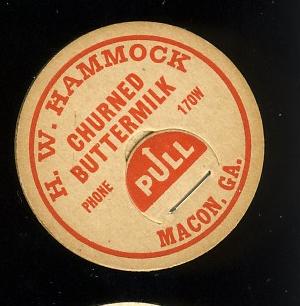 H. W. HAMMOCK
CHURNED
BUTTERMILK
PHONE 170W
PULL
MACON, GA.